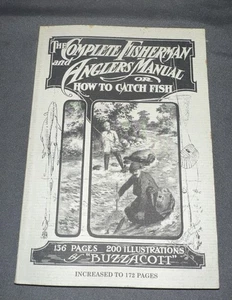 The COMPLETE FISHERMAN
and ANGLERS MANUAL
OR
HOW TO CATCH FISH
136 PAGES 200 ILLUSTRATIONS
by "BUZZACOTT"
INCREASED TO 172 PAGES